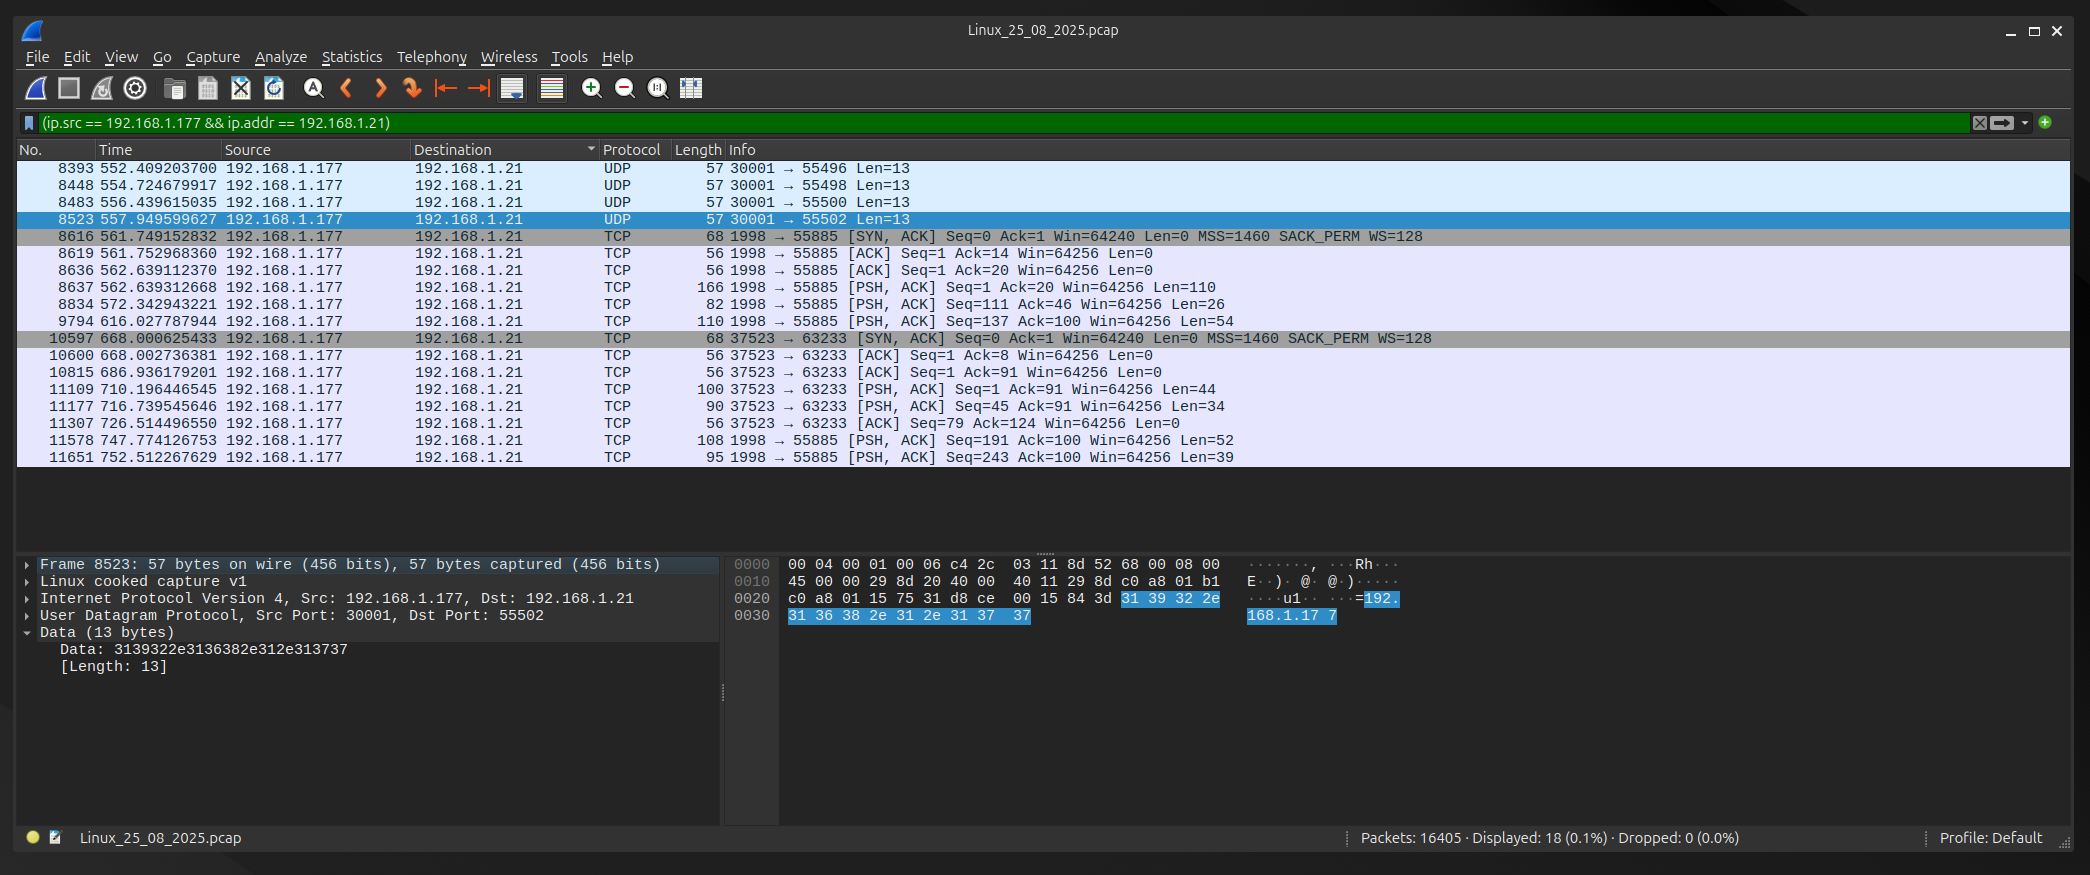 Linux_25_08_2025.pcap
File Edit View Go Capture Analyze Statistics Telephony Wireless Tools Help
(ip.src == 192.168.1.177 && ip.addr == 192.168.1.21)
No. Time Source Destination Protocol Length Info
8393 552.409203700 192.168.1.177 192.168.1.21 UDP 57 30001 → 55496 Len=13
8448 554.724679917 192.168.1.177 192.168.1.21 UDP 57 30001 → 55498 Len=13
8483 556.439615035 192.168.1.177 192.168.1.21 UDP 57 30001 → 55500 Len=13
8523 557.949599627 192.168.1.177 192.168.1.21 UDP 57 30001 → 55502 Len=13
8616 561.749152832 192.168.1.177 192.168.1.21 TCP 68 1998 → 55885 [SYN, ACK] Seq=0 Ack=1 Win=64240 Len=0 MSS=1460 SACK_PERM WS=128
8619 561.752968360 192.168.1.177 192.168.1.21 TCP 56 1998 → 55885 [ACK] Seq=1 Ack=14 Win=64256 Len=0
8636 562.639112370 192.168.1.177 192.168.1.21 TCP 56 1998 → 55885 [ACK] Seq=1 Ack=20 Win=64256 Len=0
8637 562.639312668 192.168.1.177 192.168.1.21 TCP 166 1998 → 55885 [PSH, ACK] Seq=1 Ack=20 Win=64256 Len=110
8834 572.342943221 192.168.1.177 192.168.1.21 TCP 82 1998 → 55885 [PSH, ACK] Seq=111 Ack=46 Win=64256 Len=26
9794 616.027787944 192.168.1.177 192.168.1.21 TCP 110 1998 → 55885 [PSH, ACK] Seq=137 Ack=100 Win=64256 Len=54
10597 668.000625433 192.168.1.177 192.168.1.21 TCP 68 37523 → 63233 [SYN, ACK] Seq=0 Ack=1 Win=64240 Len=0 MSS=1460 SACK_PERM WS=128
10600 668.002736381 192.168.1.177 192.168.1.21 TCP 56 37523 → 63233 [ACK] Seq=1 Ack=8 Win=64256 Len=0
10815 686.936179201 192.168.1.177 192.168.1.21 TCP 56 37523 → 63233 [ACK] Seq=1 Ack=91 Win=64256 Len=0
11109 710.196446545 192.168.1.177 192.168.1.21 TCP 100 37523 → 63233 [PSH, ACK] Seq=1 Ack=91 Win=64256 Len=44
11177 716.739545646 192.168.1.177 192.168.1.21 TCP 90 37523 → 63233 [PSH, ACK] Seq=45 Ack=91 Win=64256 Len=34
11307 726.514496550 192.168.1.177 192.168.1.21 TCP 56 37523 → 63233 [ACK] Seq=79 Ack=124 Win=64256 Len=0
11578 747.774126753 192.168.1.177 192.168.1.21 TCP 108 1998 → 55885 [PSH, ACK] Seq=191 Ack=100 Win=64256 Len=52
11651 752.512267629 192.168.1.177 192.168.1.21 TCP 95 1998 → 55885 [PSH, ACK] Seq=243 Ack=100 Win=64256 Len=39
Frame 8523: 57 bytes on wire (456 bits), 57 bytes captured (456 bits)
Linux cooked capture v1
Internet Protocol Version 4, Src: 192.168.1.177, Dst: 192.168.1.21
User Datagram Protocol, Src Port: 30001, Dst Port: 55502
Data (13 bytes)
Data: 3139322e3136382e312e313737
[Length: 13]
0000 00 04 00 01 00 06 c4 2c 03 11 8d 52 68 00 08 00 ·······, ···Rh···
0010 45 00 00 29 8d 20 40 00 40 11 29 8d c0 a8 01 b1 E··)· @· @·)·····
0020 c0 a8 01 15 75 31 d8 ce 00 15 84 3d 31 39 32 2e ····u1·· ···=192.
0030 31 36 38 2e 31 2e 31 37 37 168.1.17 7
Linux_25_08_2025.pcap
Packets: 16405 · Displayed: 18 (0.1%) · Dropped: 0 (0.0%)
Profile: Default